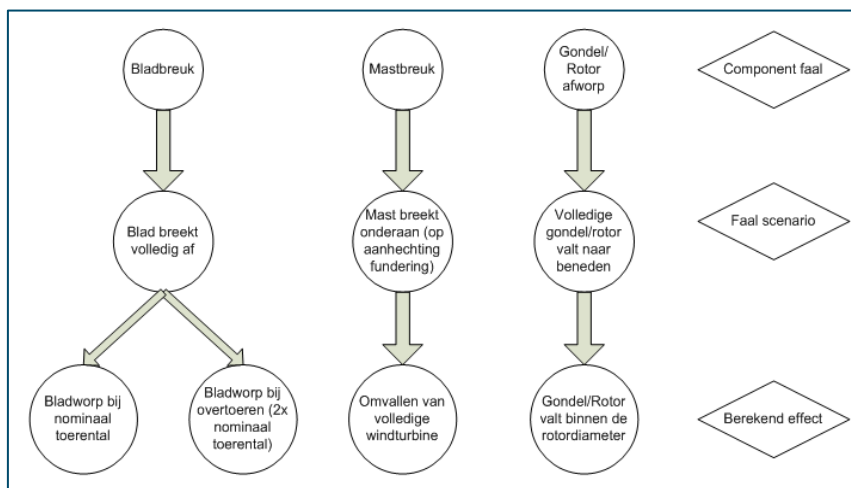 Bladbreuk
Mastbreuk
Gondel/
Rotor
afworp
Component faal
Blad breekt
volledig af
Mast breekt
onderaan (op
aanhechting
fundering)
Volledige
gondel/rotor
valt naar
beneden
Faal scenario
Bladworp bij
nominaal
toerental
Bladworp bij
overtoeren (2x
nominaal
toerental)
Omvallen van
volledige
windturbine
Gondel/Rotor
valt binnen de
rotordiameter
Berekend effect